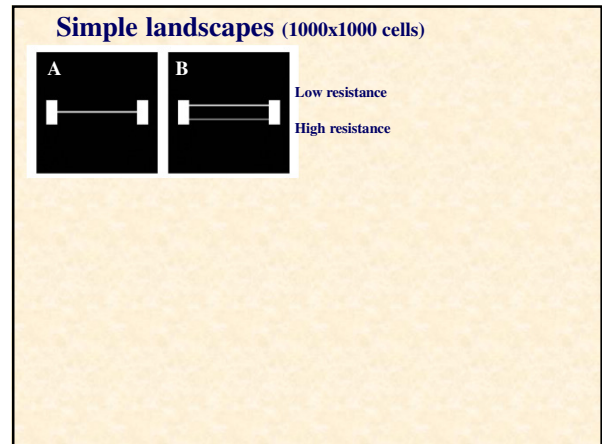 Simple landscapes (1000x1000 cells)
A B
Low resistance
High resistance